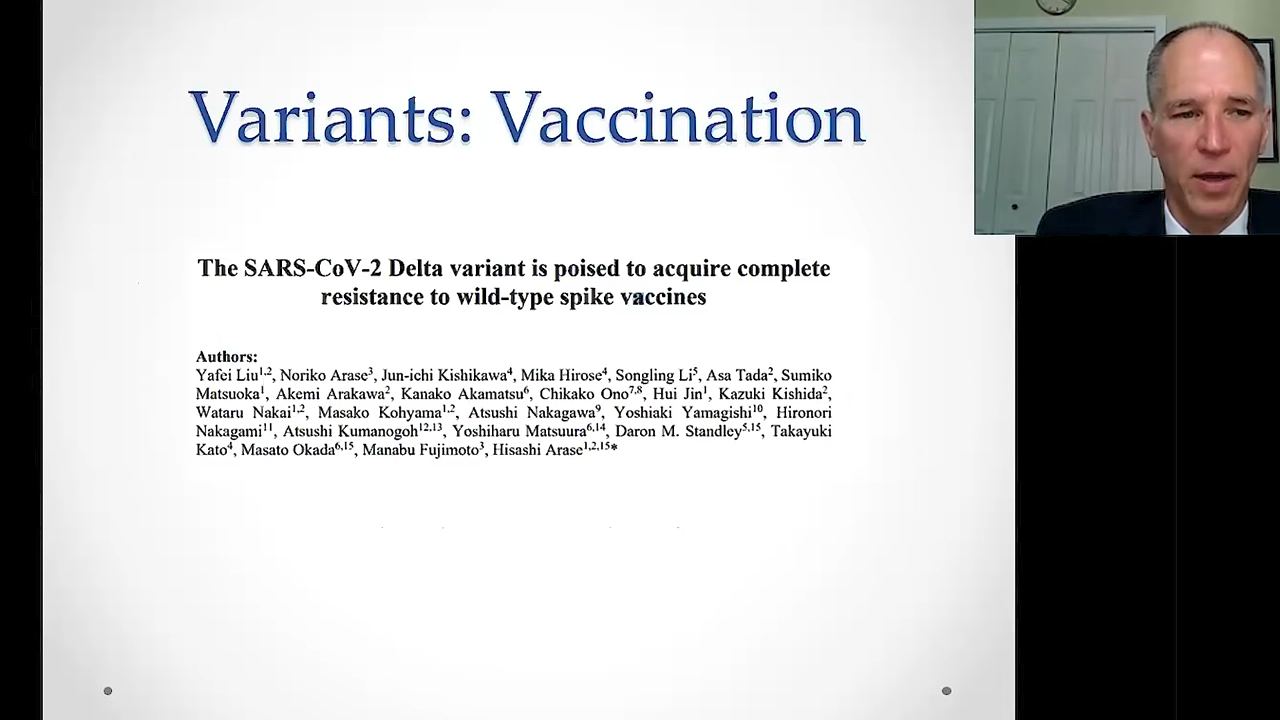 Variants: Vaccination
The SARS-CoV-2 Delta variant is poised to acquire complete
resistance to wild-type spike vaccines
Authors:
Yafei Liu1,2, Noriko Arase3, Jun-ichi Kishikawa4, Mika Hirose4, Songling Li5, Asa Tada2, Sumiko
Matsuoka1, Akemi Arakawa2, Kanako Akamatsu6, Chikako Ono7,8, Hui Jin1, Kazuki Kishida2,
Wataru Nakai1,2, Masako Kohyama1,2, Atsushi Nakagawa9, Yoshiaki Yamagishi10, Hironori
Nakagami11, Atsushi Kumanogoh12,13, Yoshiharu Matsuura6,14, Daron M. Standley5,15, Takayuki
Kato4, Masato Okada6,15, Manabu Fujimoto3, Hisashi Arase1,2,15*